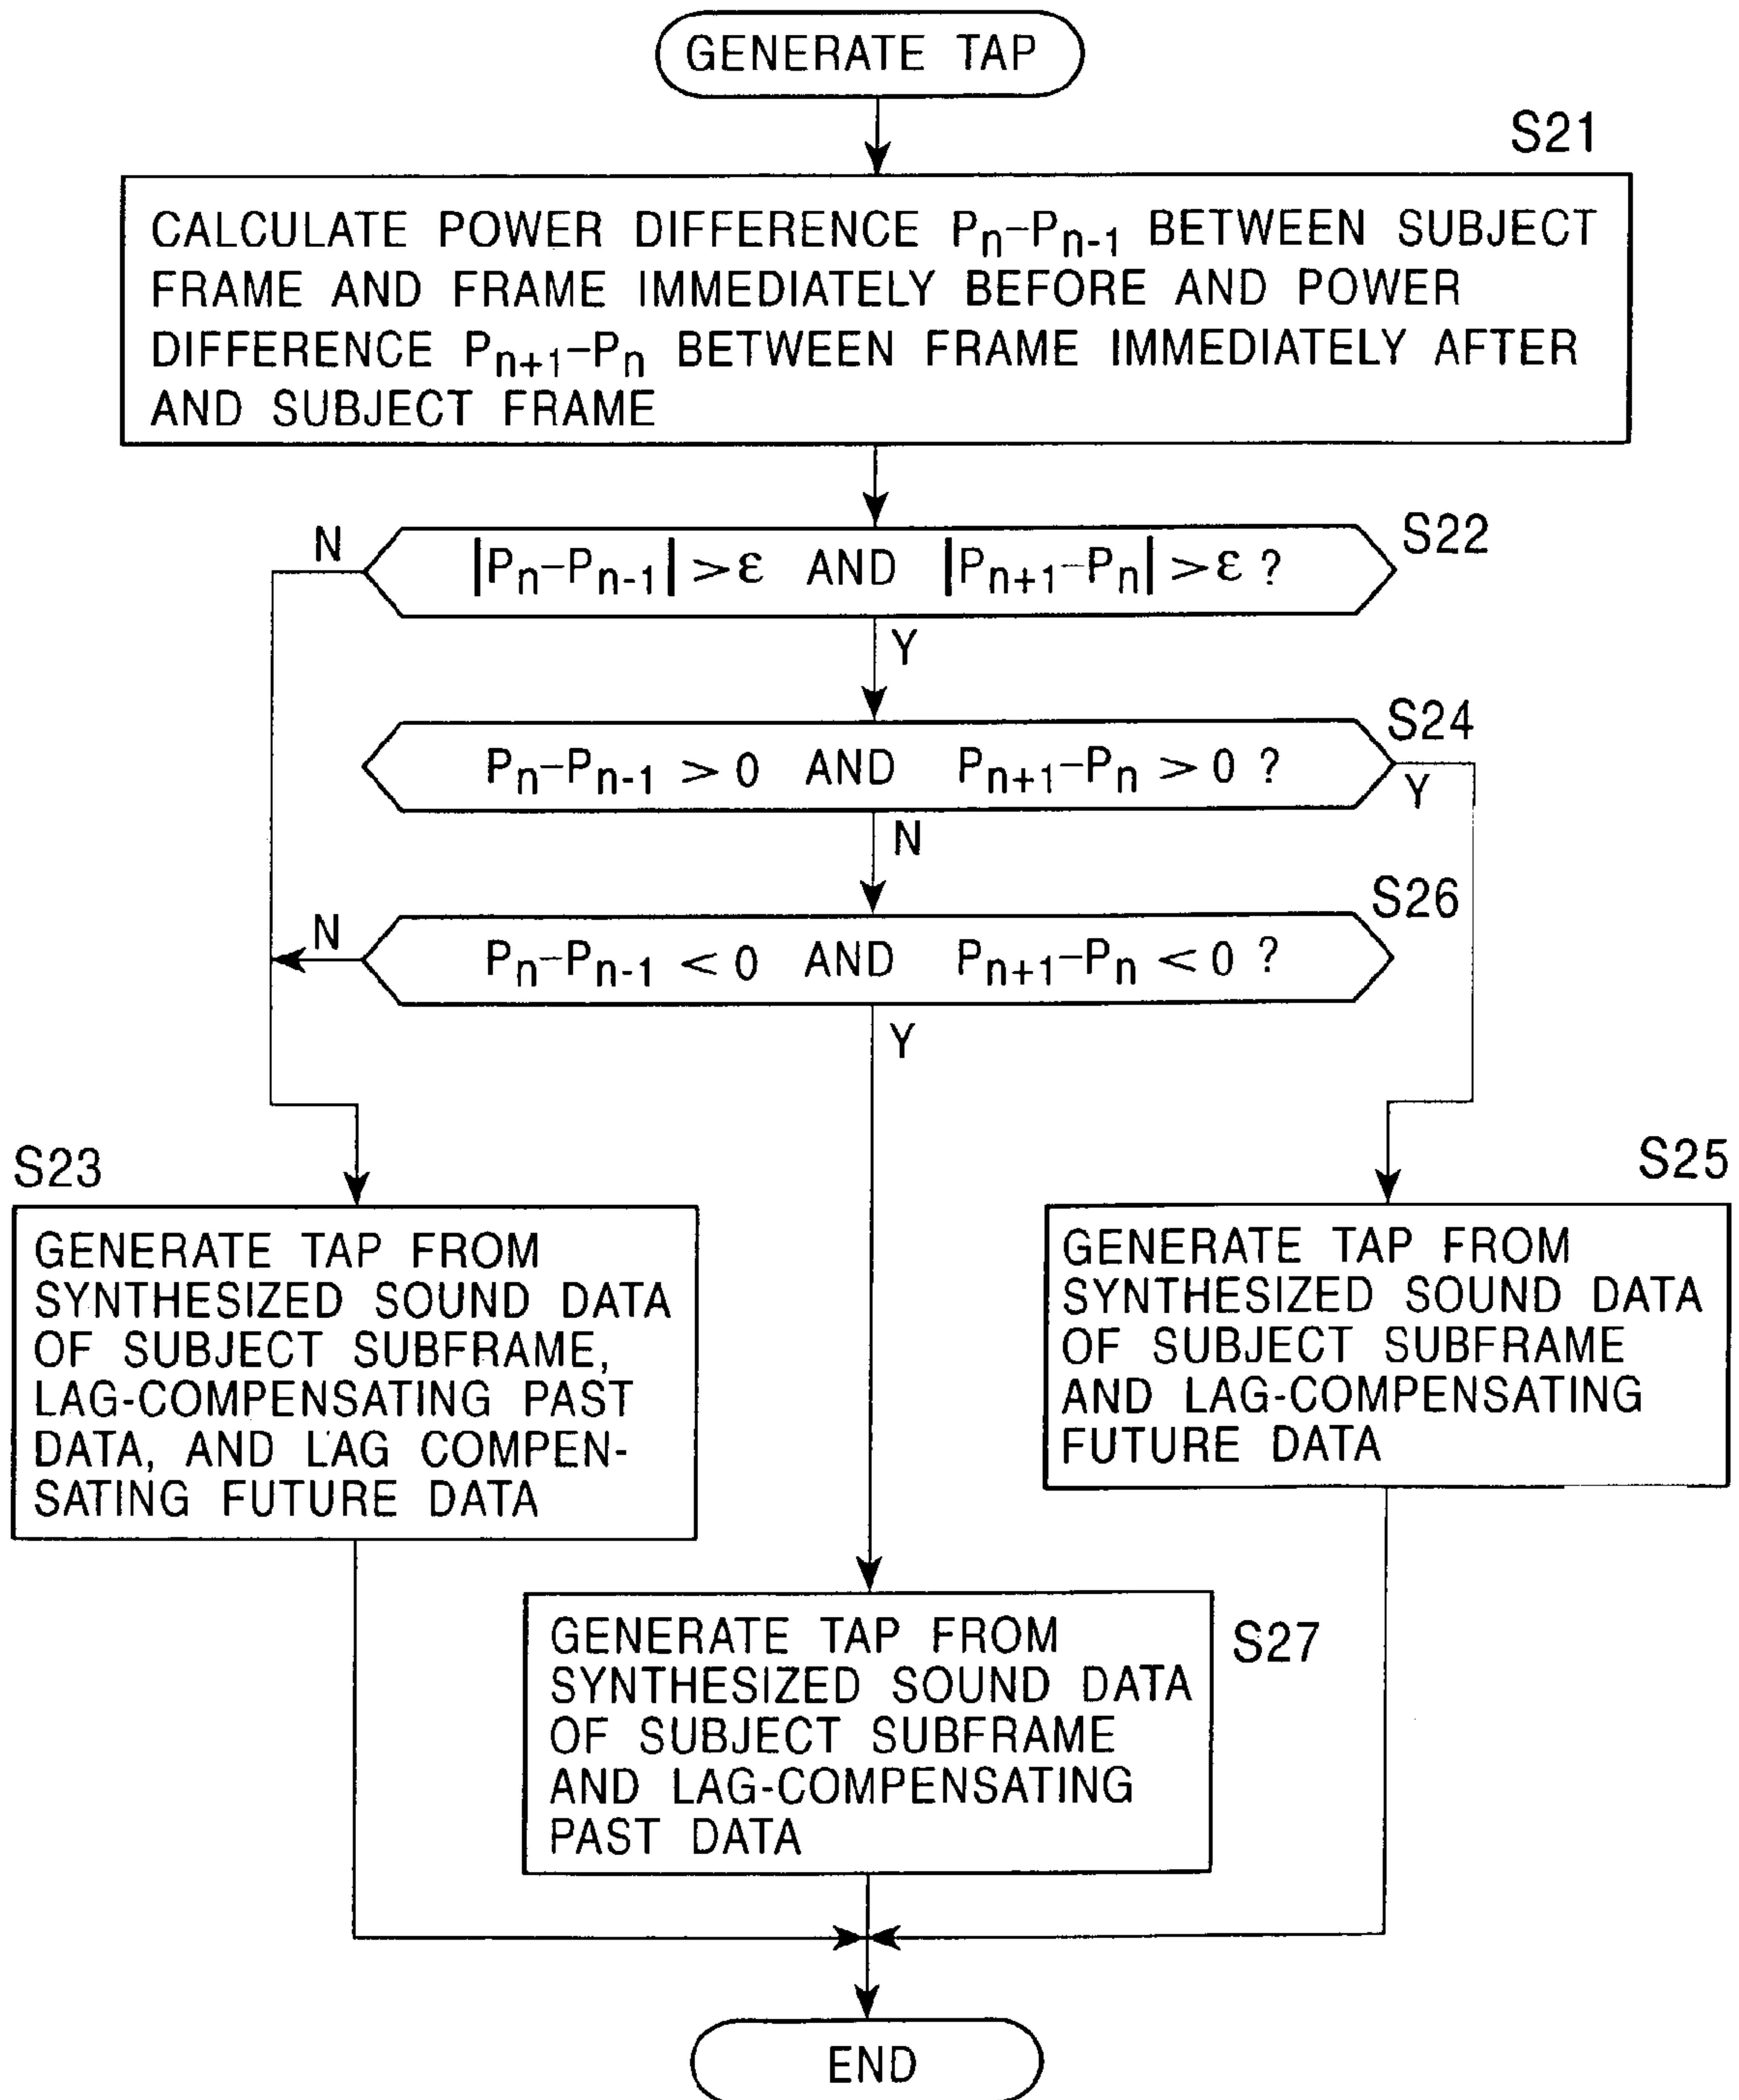 GENERATE TAP
S21
CALCULATE POWER DIFFERENCE Pn-Pn-1 BETWEEN SUBJECT
FRAME AND FRAME IMMEDIATELY BEFORE AND POWER
DIFFERENCE Pn+1-Pn BETWEEN FRAME IMMEDIATELY AFTER
AND SUBJECT FRAME
N
|Pn-Pn-1| >ε AND |Pn+1-Pn| >ε ?
S22
Y
S24
Pn-Pn-1 > 0 AND Pn+1-Pn > 0 ?
Y
N
S26
N
Pn-Pn-1 < 0 AND Pn+1-Pn < 0 ?
Y
S23
GENERATE TAP FROM
SYNTHESIZED SOUND DATA
OF SUBJECT SUBFRAME,
LAG-COMPENSATING PAST
DATA, AND LAG COMPEN-
SATING FUTURE DATA
S25
GENERATE TAP FROM
SYNTHESIZED SOUND DATA
OF SUBJECT SUBFRAME
AND LAG-COMPENSATING
FUTURE DATA
GENERATE TAP FROM
SYNTHESIZED SOUND DATA
OF SUBJECT SUBFRAME
AND LAG-COMPENSATING
PAST DATA
S27
END